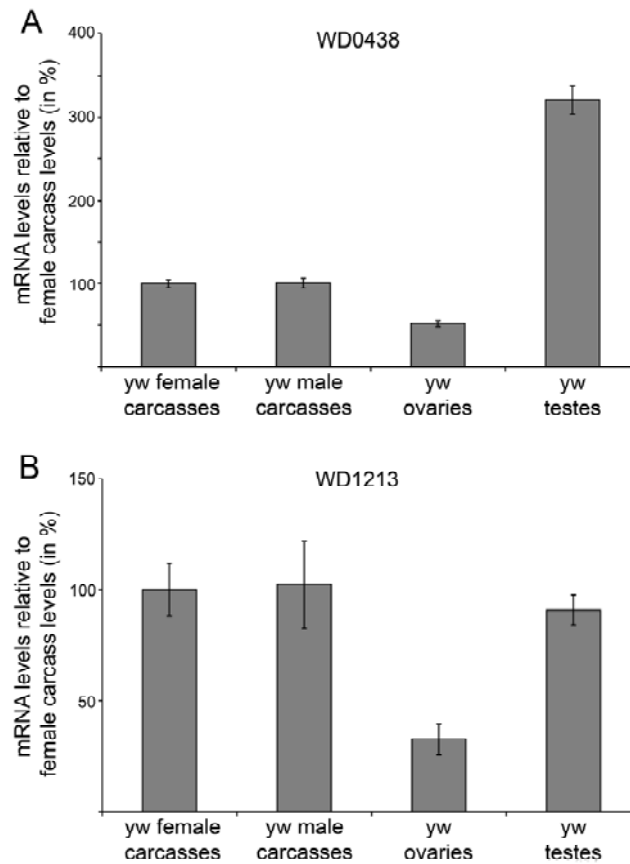 A
WD0438
mRNA levels relative to
female carcass levels (in %)
400
300
200
100
yw female
carcasses
yw male
carcasses
yw
ovaries
yw
testes
B
WD1213
mRNA levels relative to
female carcass levels (in %)
150
100
50
yw female
carcasses
yw male
carcasses
yw
ovaries
yw
testes